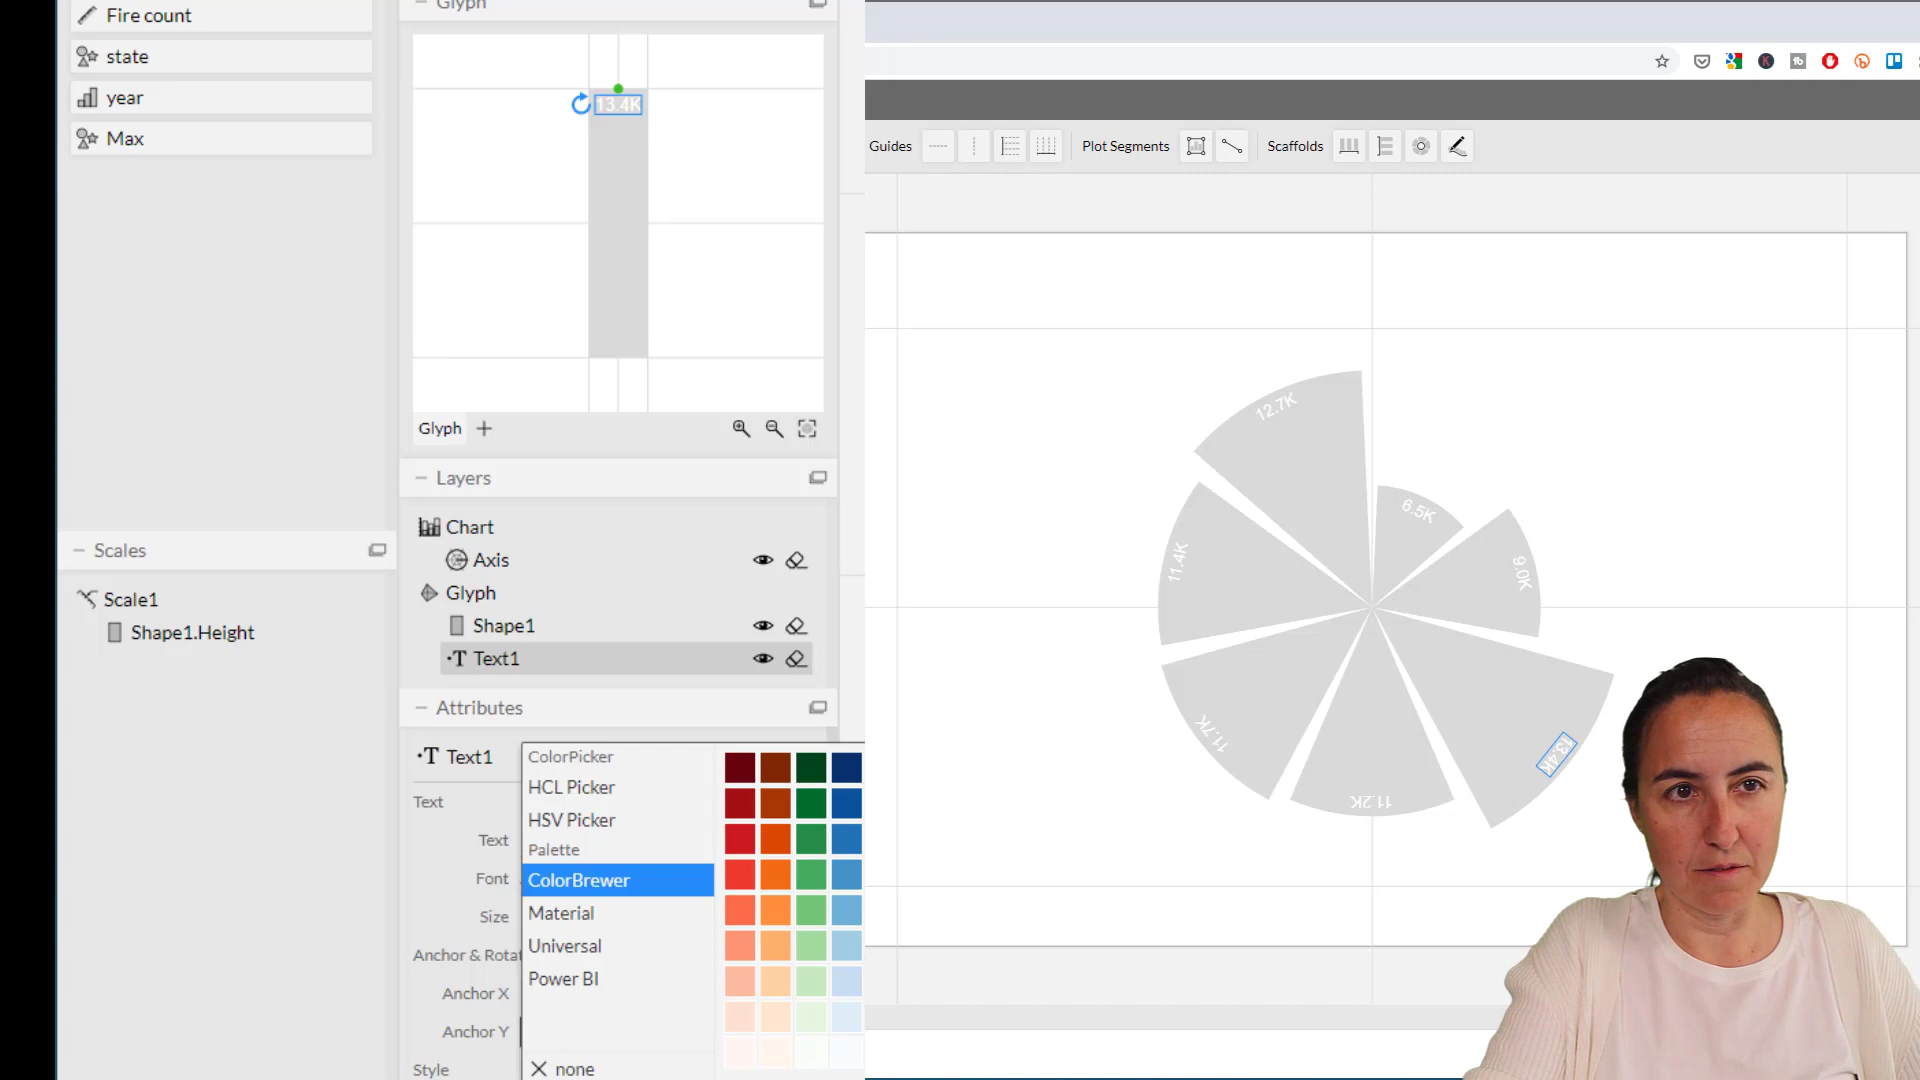 Fire count
state
year
Max
Scales
Scale1
Shape1.Height
Glyph
13.4K
Glyph
Layers
Chart
Axis
Glyph
Shape1
Text1
Attributes
Text1
Text
Text
Font
Size
Anchor & Rotat
Anchor X
Anchor Y
Style
ColorPicker
HCL Picker
HSV Picker
Palette
ColorBrewer
Material
Universal
Power BI
none
Guides
Plot Segments
Scaffolds
12.7K
6.5K
11.4K
9.0K
11.7K
13.4K
11.2K